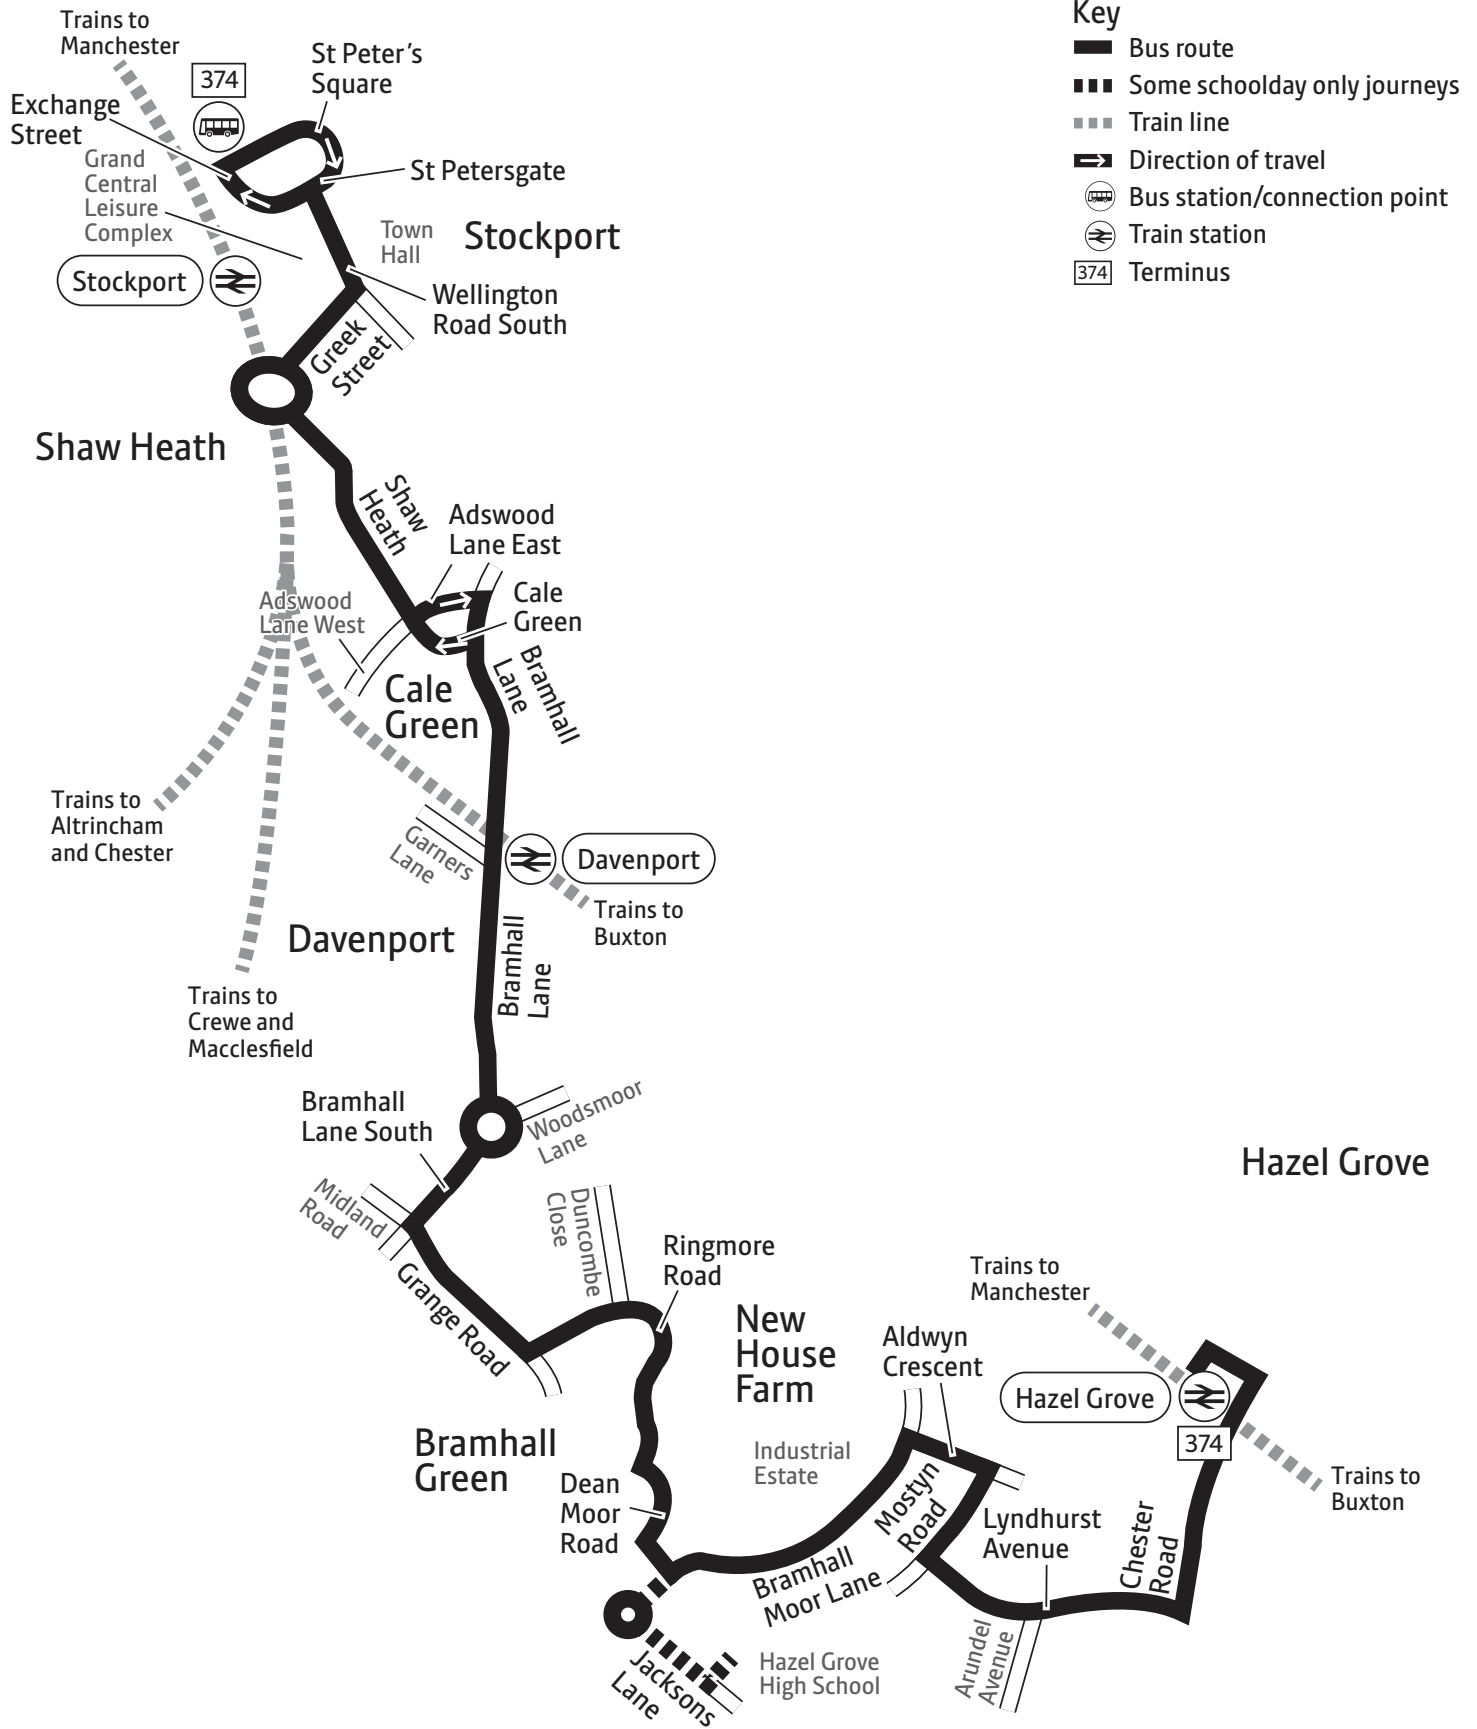 Trains to
Manchester
374
St Peter's
Square
Exchange
Street
Grand
Central
Leisure
Complex
St Petersgate
Town
Hall
Stockport
Stockport
Wellington
Road South
Greek
Street
Shaw Heath
Shaw
Heath
Adswood
Lane East
Cale
Green
Adswood
Lane West
Cale
Green
Bramhall
Lane
Trains to
Altrincham
and Chester
Garners
Lane
Davenport
Trains to
Buxton
Davenport
Bramhall
Lane
Trains to
Crewe and
Macclesfield
Bramhall
Lane South
Woodsmoor
Lane
Midland
Road
Duncombe
Close
Grange Road
Ringmore
Road
New
House
Farm
Bramhall
Green
Dean
Moor
Road
Industrial
Estate
Aldwyn
Crescent
Mostyn
Road
Bramhall
Moor Lane
Jacksons
Lane
Hazel Grove
High School
Lyndhurst
Avenue
Arundel
Avenue
Chester
Road
Hazel Grove
Trains to
Manchester
Hazel Grove
374
Trains to
Buxton
Key
Bus route
Some schoolday only journeys
Train line
Direction of travel
Bus station/connection point
Train station
374 Terminus